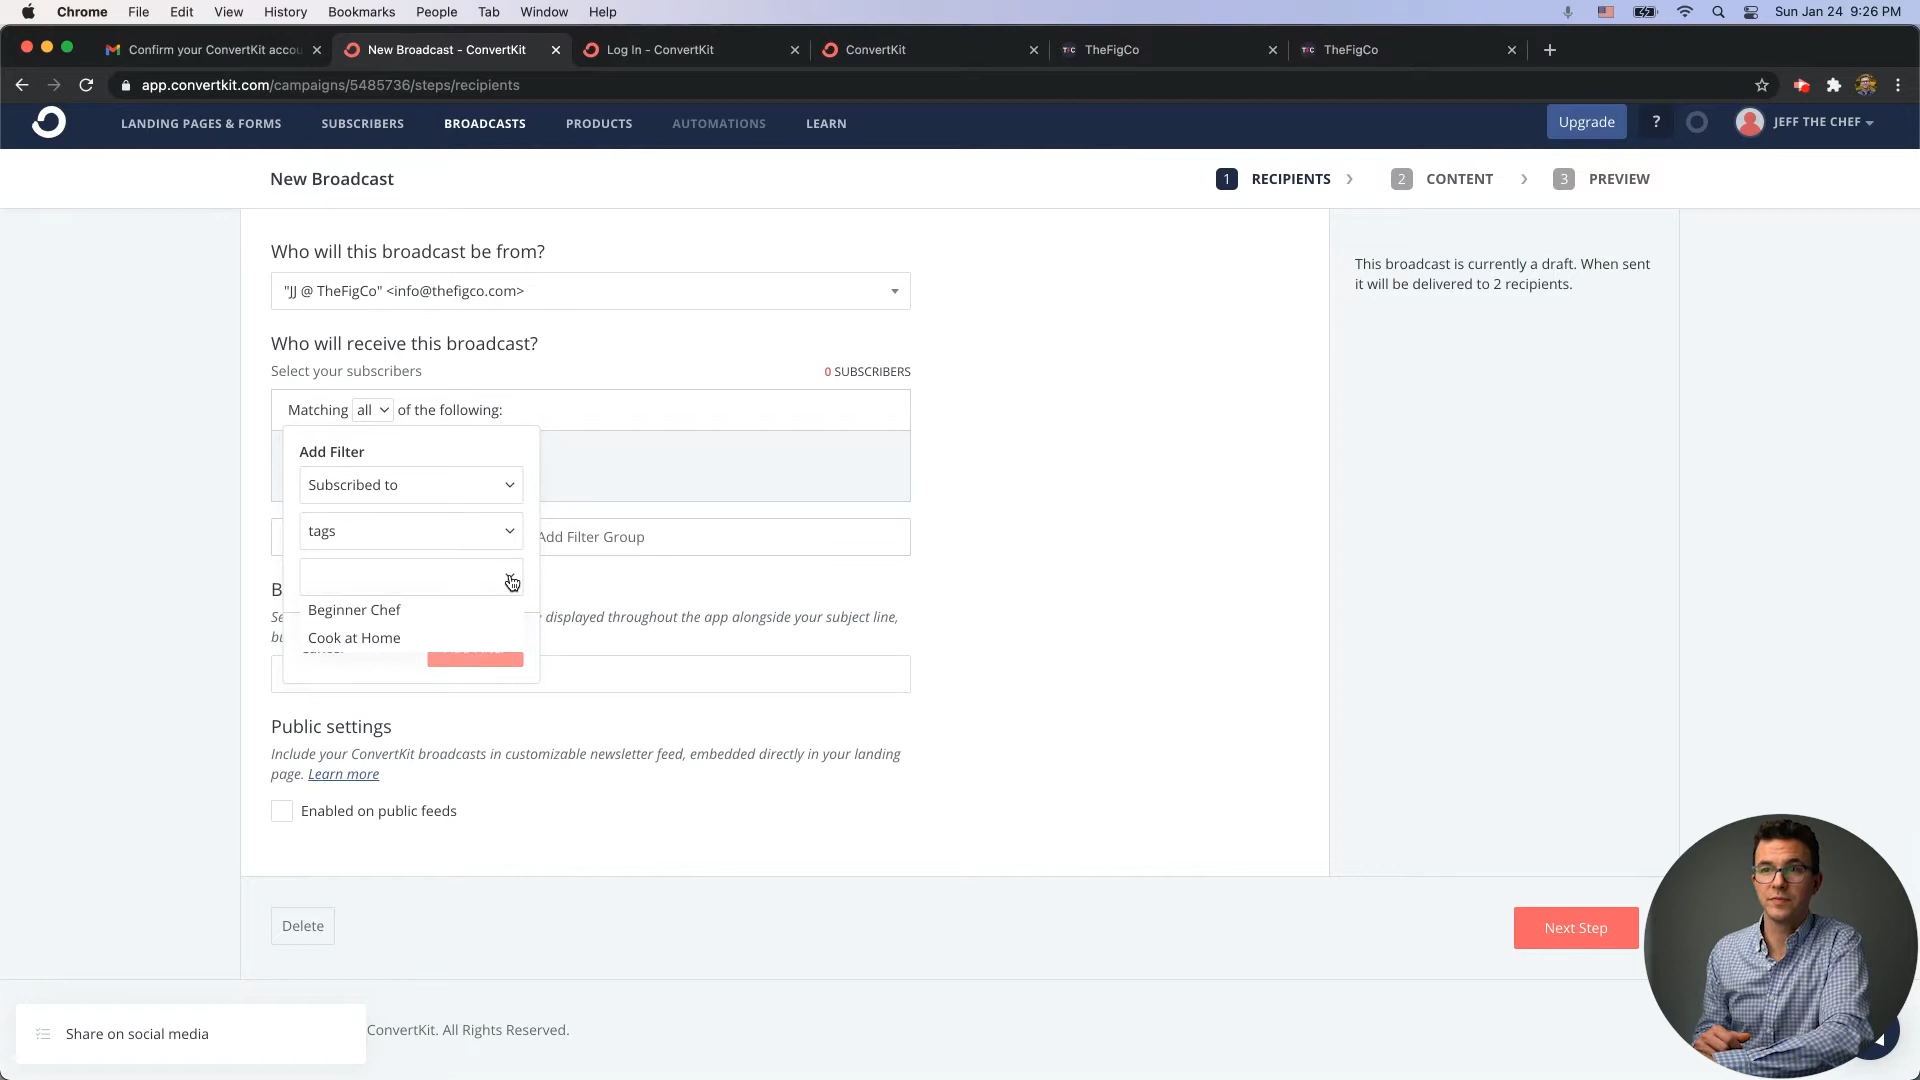 Chrome File Edit View History Bookmarks People Tab Window Help Sun Jan 24 9:26 PM
Confirm your ConvertKit accou New Broadcast - ConvertKit Log In - ConvertKit ConvertKit TheFigCo TheFigCo
app.convertkit.com/campaigns/5485736/steps/recipients
LANDING PAGES & FORMS SUBSCRIBERS BROADCASTS PRODUCTS AUTOMATIONS LEARN Upgrade ? JEFF THE CHEF
New Broadcast 1 RECIPIENTS 2 CONTENT 3 PREVIEW
Who will this broadcast be from?
"JJ @ TheFigCo" <info@thefigco.com>
This broadcast is currently a draft. When sent
it will be delivered to 2 recipients.
Who will receive this broadcast?
Select your subscribers 0 SUBSCRIBERS
Matching all of the following:
Add Filter
Subscribed to
tags
Add Filter Group
Beginner Chef
Cook at Home
B
Se displayed throughout the app alongside your subject line,
bu
Public settings
Include your ConvertKit broadcasts in customizable newsletter feed, embedded directly in your landing
page. Learn more
Enabled on public feeds
Delete Next Step
Share on social media ConvertKit. All Rights Reserved.